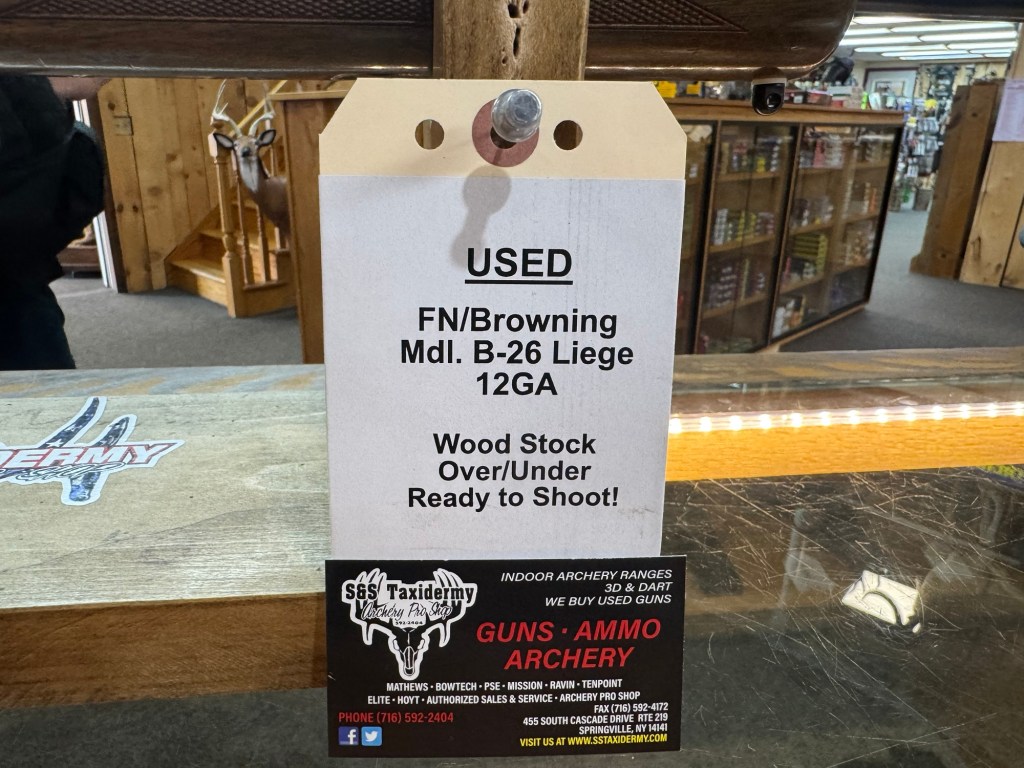 USED
FN/Browning
Mdl. B-26 Liege
12GA
Wood Stock
Over/Under
Ready to Shoot!
DERMY
S&S Taxidermy
Archery Pro Shop
592-2404
INDOOR ARCHERY RANGES
3D & DART
WE BUY USED GUNS
GUNS · AMMO
ARCHERY
MATHEWS · BOWTECH · PSE · MISSION · RAVIN · TENPOINT
ELITE · HOYT · AUTHORIZED SALES & SERVICE · ARCHERY PRO SHOP
PHONE (716) 592-2404
FAX (716) 592-4172
455 SOUTH CASCADE DRIVE RTE 219
SPRINGVILLE, NY 14141
VISIT US AT WWW.SSTAXIDERMY.COM